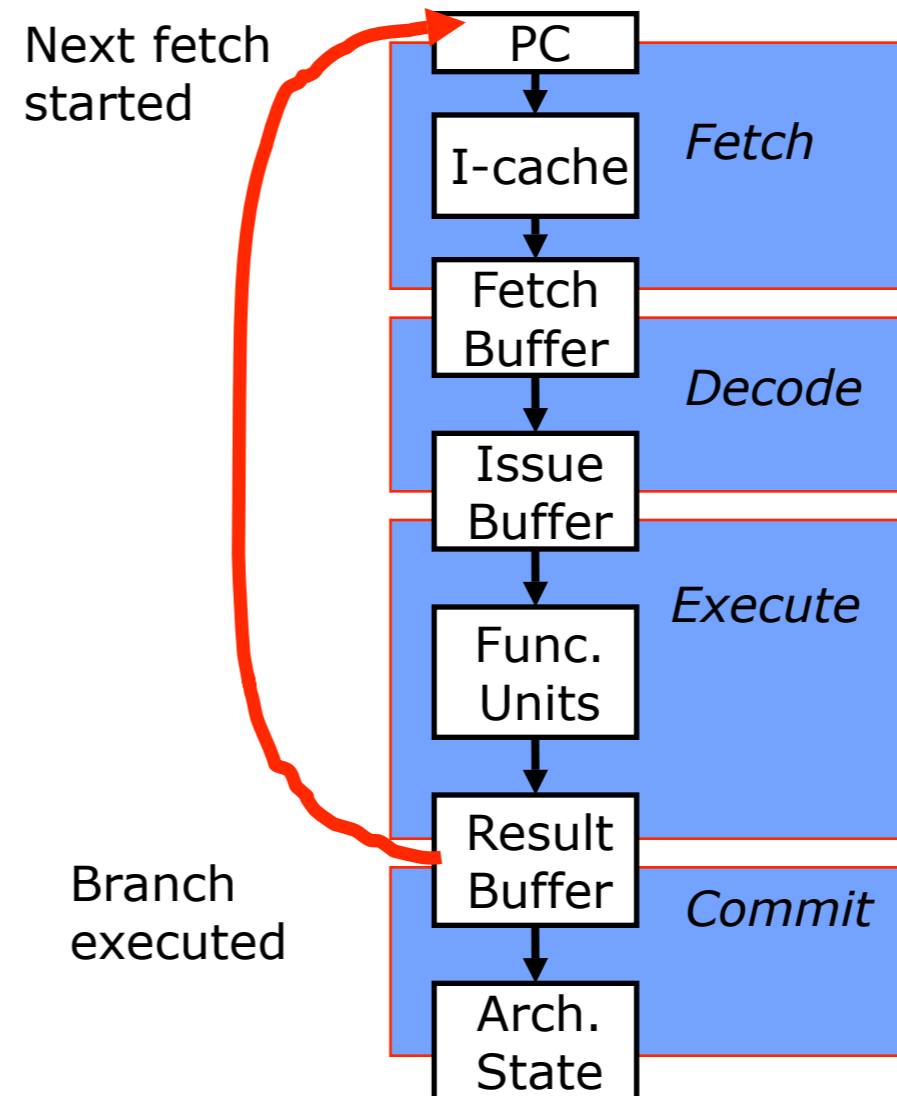 Next fetch
started
PC
Fetch
I-cache
Fetch
Buffer
Decode
Issue
Buffer
Execute
Func.
Units
Result
Buffer
Branch
executed
Commit
Arch.
State